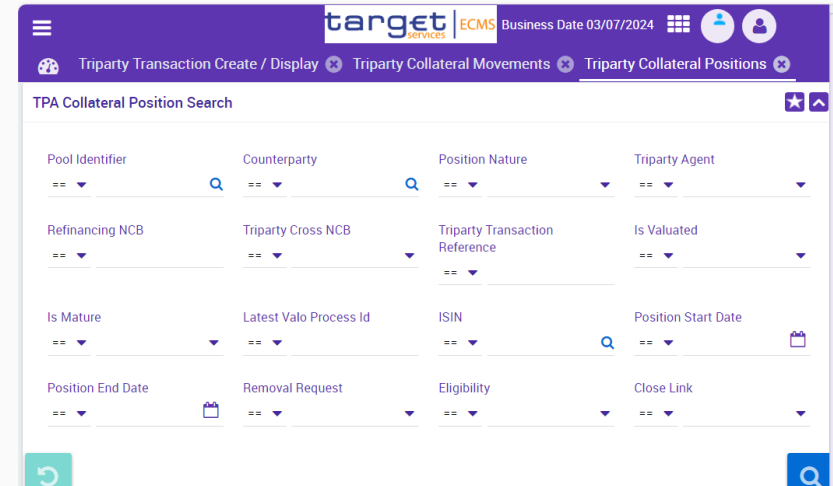 target services | ECMS Business Date 03/07/2024
Triparty Transaction Create / Display Triparty Collateral Movements Triparty Collateral Positions
TPA Collateral Position Search
Pool Identifier Counterparty Position Nature Triparty Agent
== == == ==
Refinancing NCB Triparty Cross NCB Triparty Transaction Reference Is Valuated
== == == ==
Is Mature Latest Valo Process Id ISIN Position Start Date
== == == ==
Position End Date Removal Request Eligibility Close Link
== == == ==